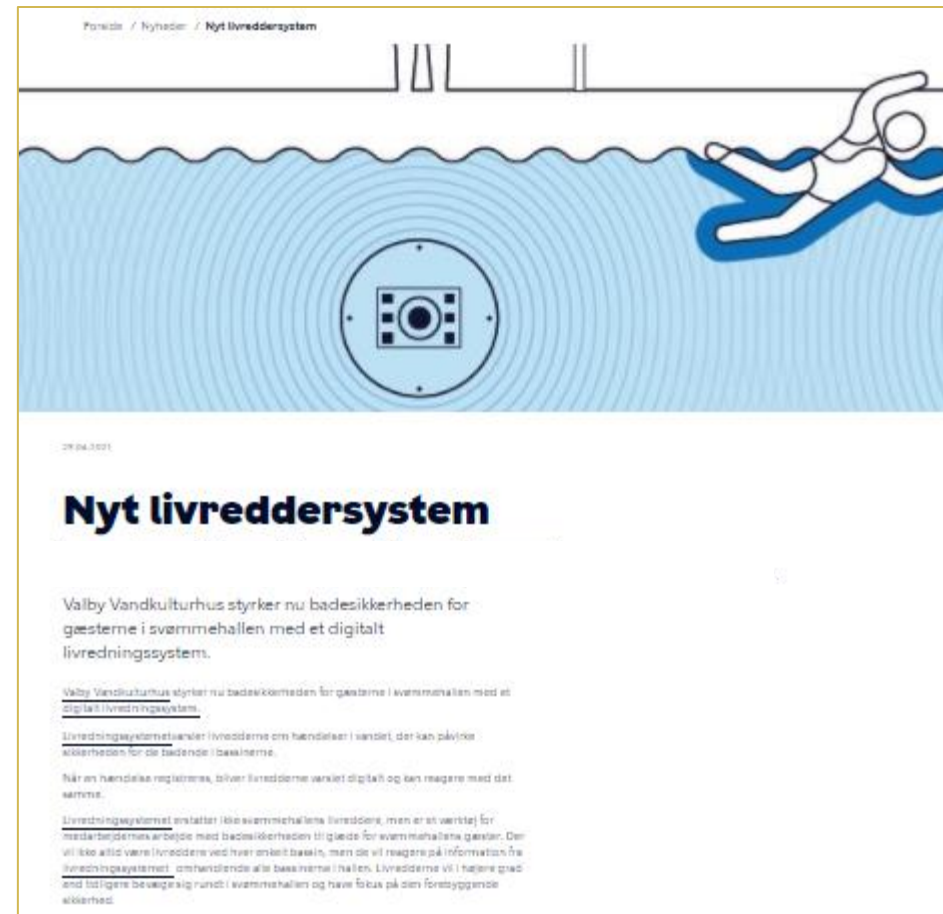 Forside / Nyheder / Nyt livreddersystem
29.06.2021
Nyt livreddersystem
Valby Vandkulturhus styrker nu badesikkerheden for
gæsterne i svømmehallen med et digitalt
livredningssystem.
Valby Vandkulturhus styrker nu badesikkerheden for gæsterne i svømmehallen med et
digitalt livredningssystem.
Livredningssystemet varsler livredderne om hændelser i vandet, der kan påvirke
sikkerheden for de badende i bassinerne.
Når en hændelse registreres, bliver livredderne varslet digitalt og kan reagere med det
samme.
Livredningssystemet erstatter ikke svømmehallens livreddere, men er et værktøj for
medarbejdernes arbejde med badesikkerheden til glæde for svømmehallens gæster. Der
vil ikke altid være livreddere ved hver enkelt bassin, men de vil reagere på information fra
livredningssystemet omhandlende alle bassinerne i hallen. Livredderne vil i højere grad
end tidligere bevæge sig rundt i svømmehallen og have fokus på den forebyggende
sikkerhed.